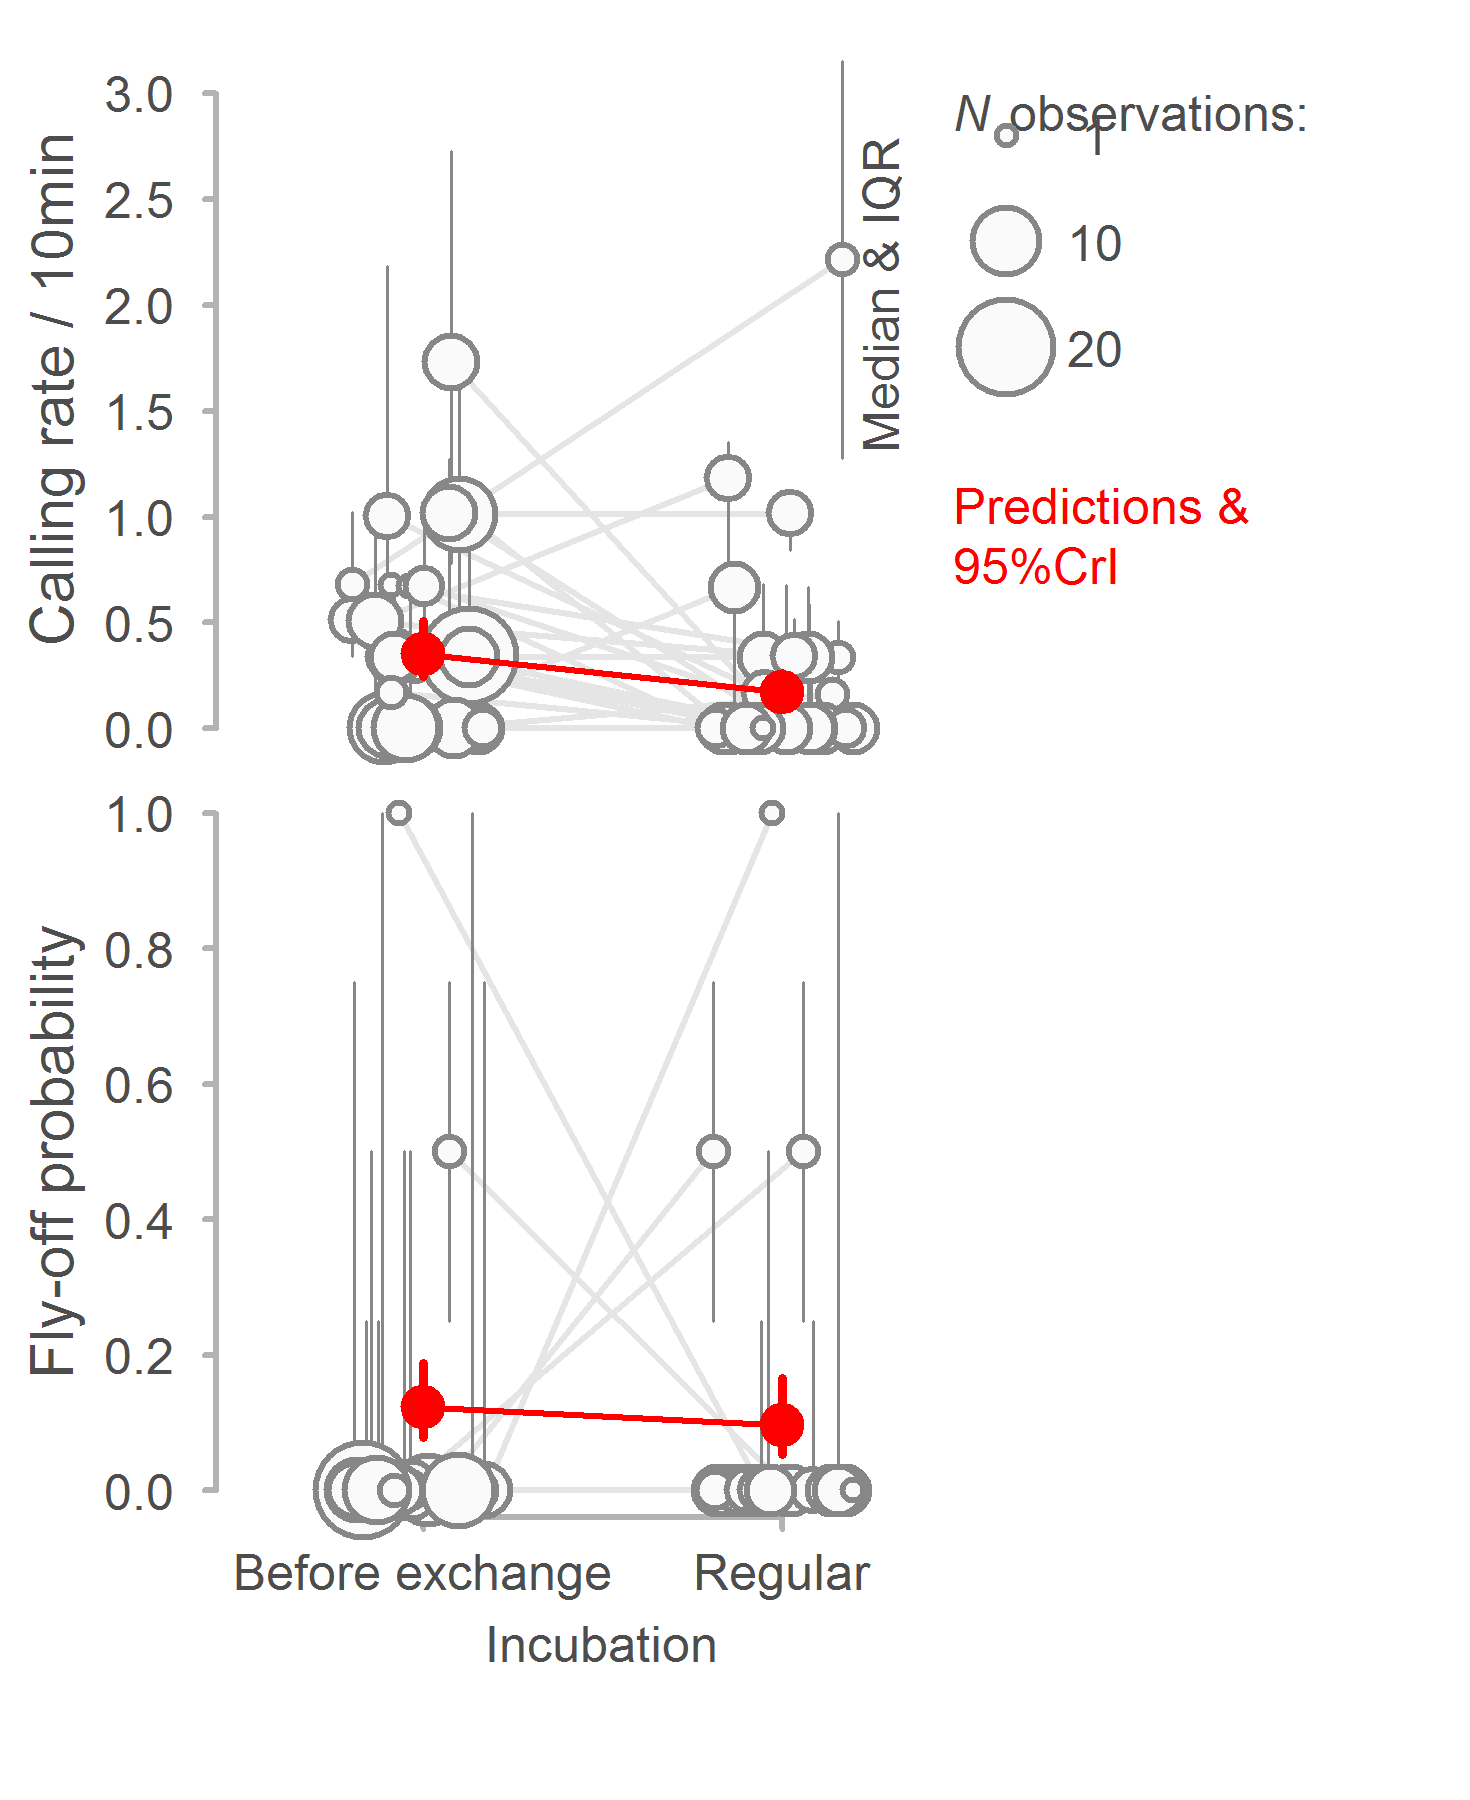 3.0
2.5
2.0
1.5
1.0
0.5
0.0
Calling rate / 10min
Median & IQR
N observations:
1
10
20
Predictions &
95%CrI
1.0
0.8
0.6
0.4
0.2
0.0
Fly-off probability
Before exchange
Regular
Incubation